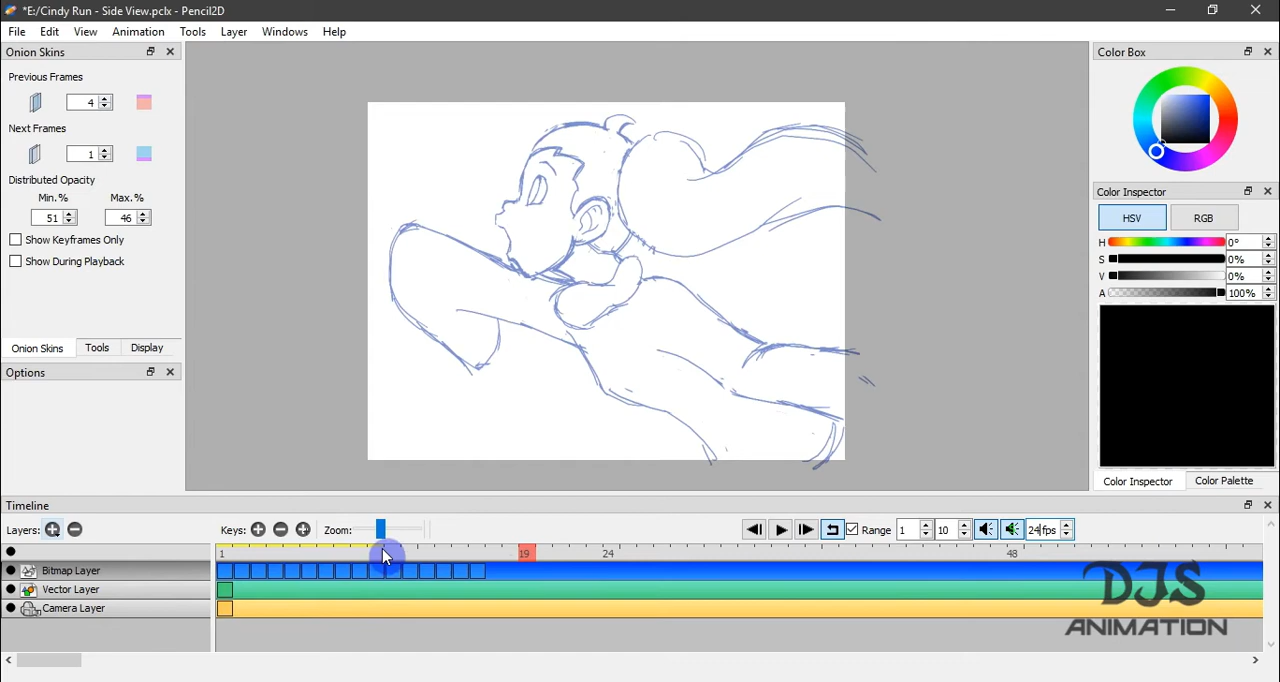 *E:/Cindy Run - Side View.pclx - Pencil2D
File Edit View Animation Tools Layer Windows Help
Onion Skins
Previous Frames
4
Next Frames
1
Distributed Opacity
Min.% Max.%
51 46
Show Keyframes Only
Show During Playback
Onion Skins Tools Display
Options
Color Box
Color Inspector
HSV RGB
H 0°
S 0%
V 0%
A 100%
Color Inspector Color Palette
Timeline
Layers: Keys: Zoom: Range 1 10 24fps
1 19 24 48
Bitmap Layer
Vector Layer
Camera Layer
DJS
ANIMATION